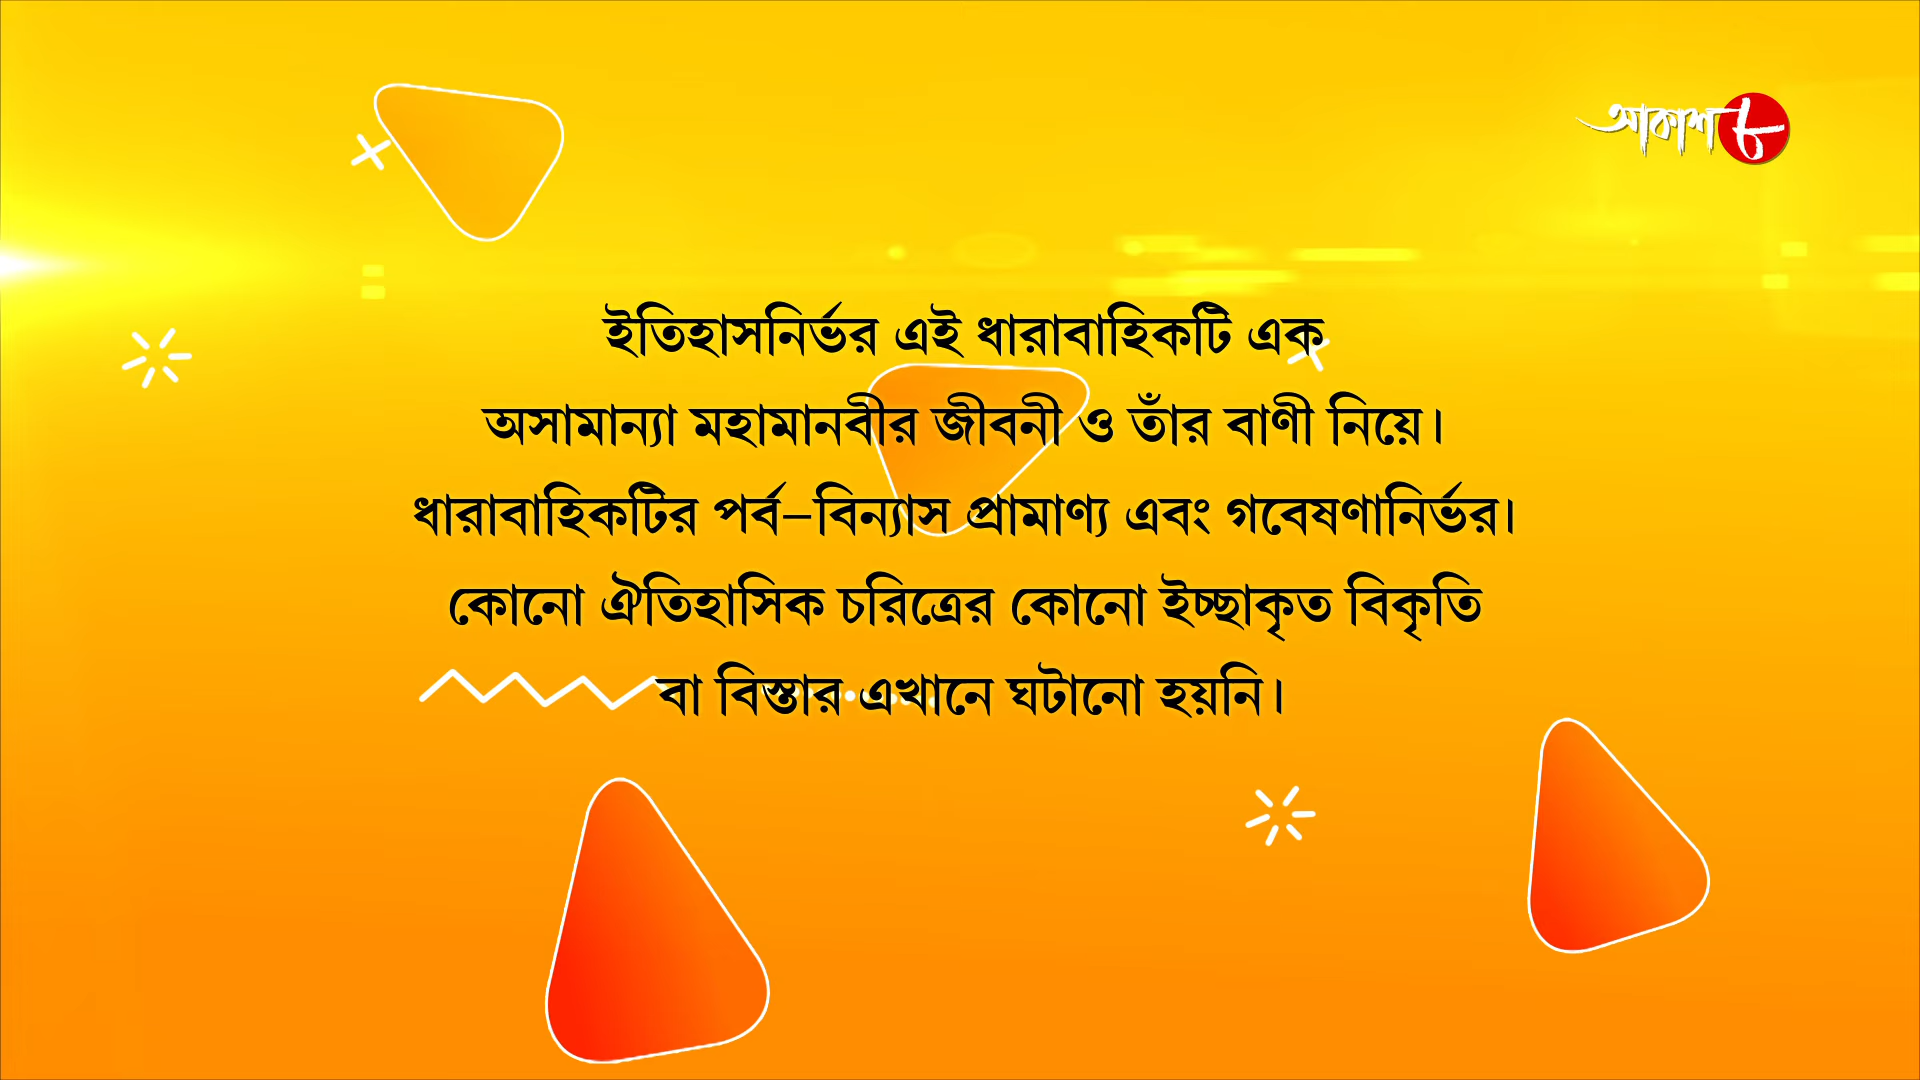 আকাশ ৮
ইতিহাসনির্ভর এই ধারাবাহিকটি এক
অসামান্যা মহামানবীর জীবনী ও তাঁর বাণী নিয়ে।
ধারাবাহিকটির পর্ব–বিন্যাস প্রামাণ্য এবং গবেষণানির্ভর।
কোনো ঐতিহাসিক চরিত্রের কোনো ইচ্ছাকৃত বিকৃতি
বা বিস্তার এখানে ঘটানো হয়নি।